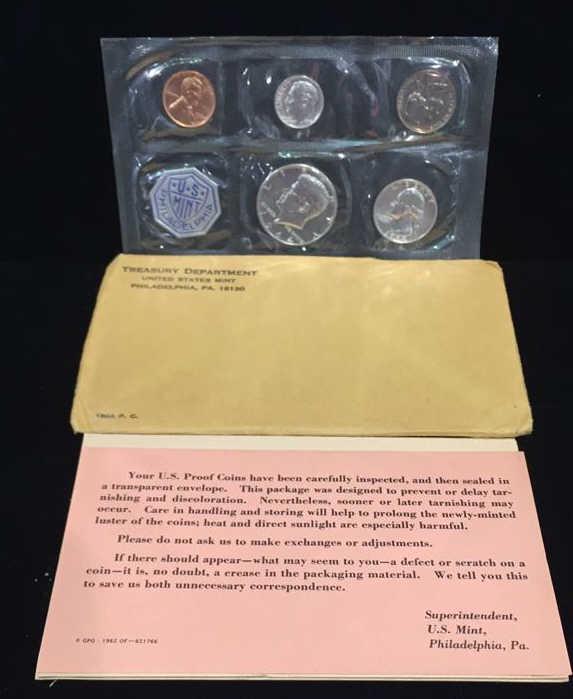 U.S.
MINT
PHILADELPHIA
LIBERTY
TREASURY DEPARTMENT
UNITED STATES MINT
PHILADELPHIA, PA. 19130
P. C.
Your U.S. Proof Coins have been carefully inspected, and then sealed in
a transparent envelope. This package was designed to prevent or delay tar-
nishing and discoloration. Nevertheless, sooner or later tarnishing may
occur. Care in handling and storing will help to prolong the newly-minted
luster of the coins; heat and direct sunlight are especially harmful.
Please do not ask us to make exchanges or adjustments.
If there should appear—what may seem to you—a defect or scratch on a
coin—it is, no doubt, a crease in the packaging material. We tell you this
to save us both unnecessary correspondence.
Superintendent,
U.S. Mint,
Philadelphia, Pa.
GPO : 1962 OF—631766